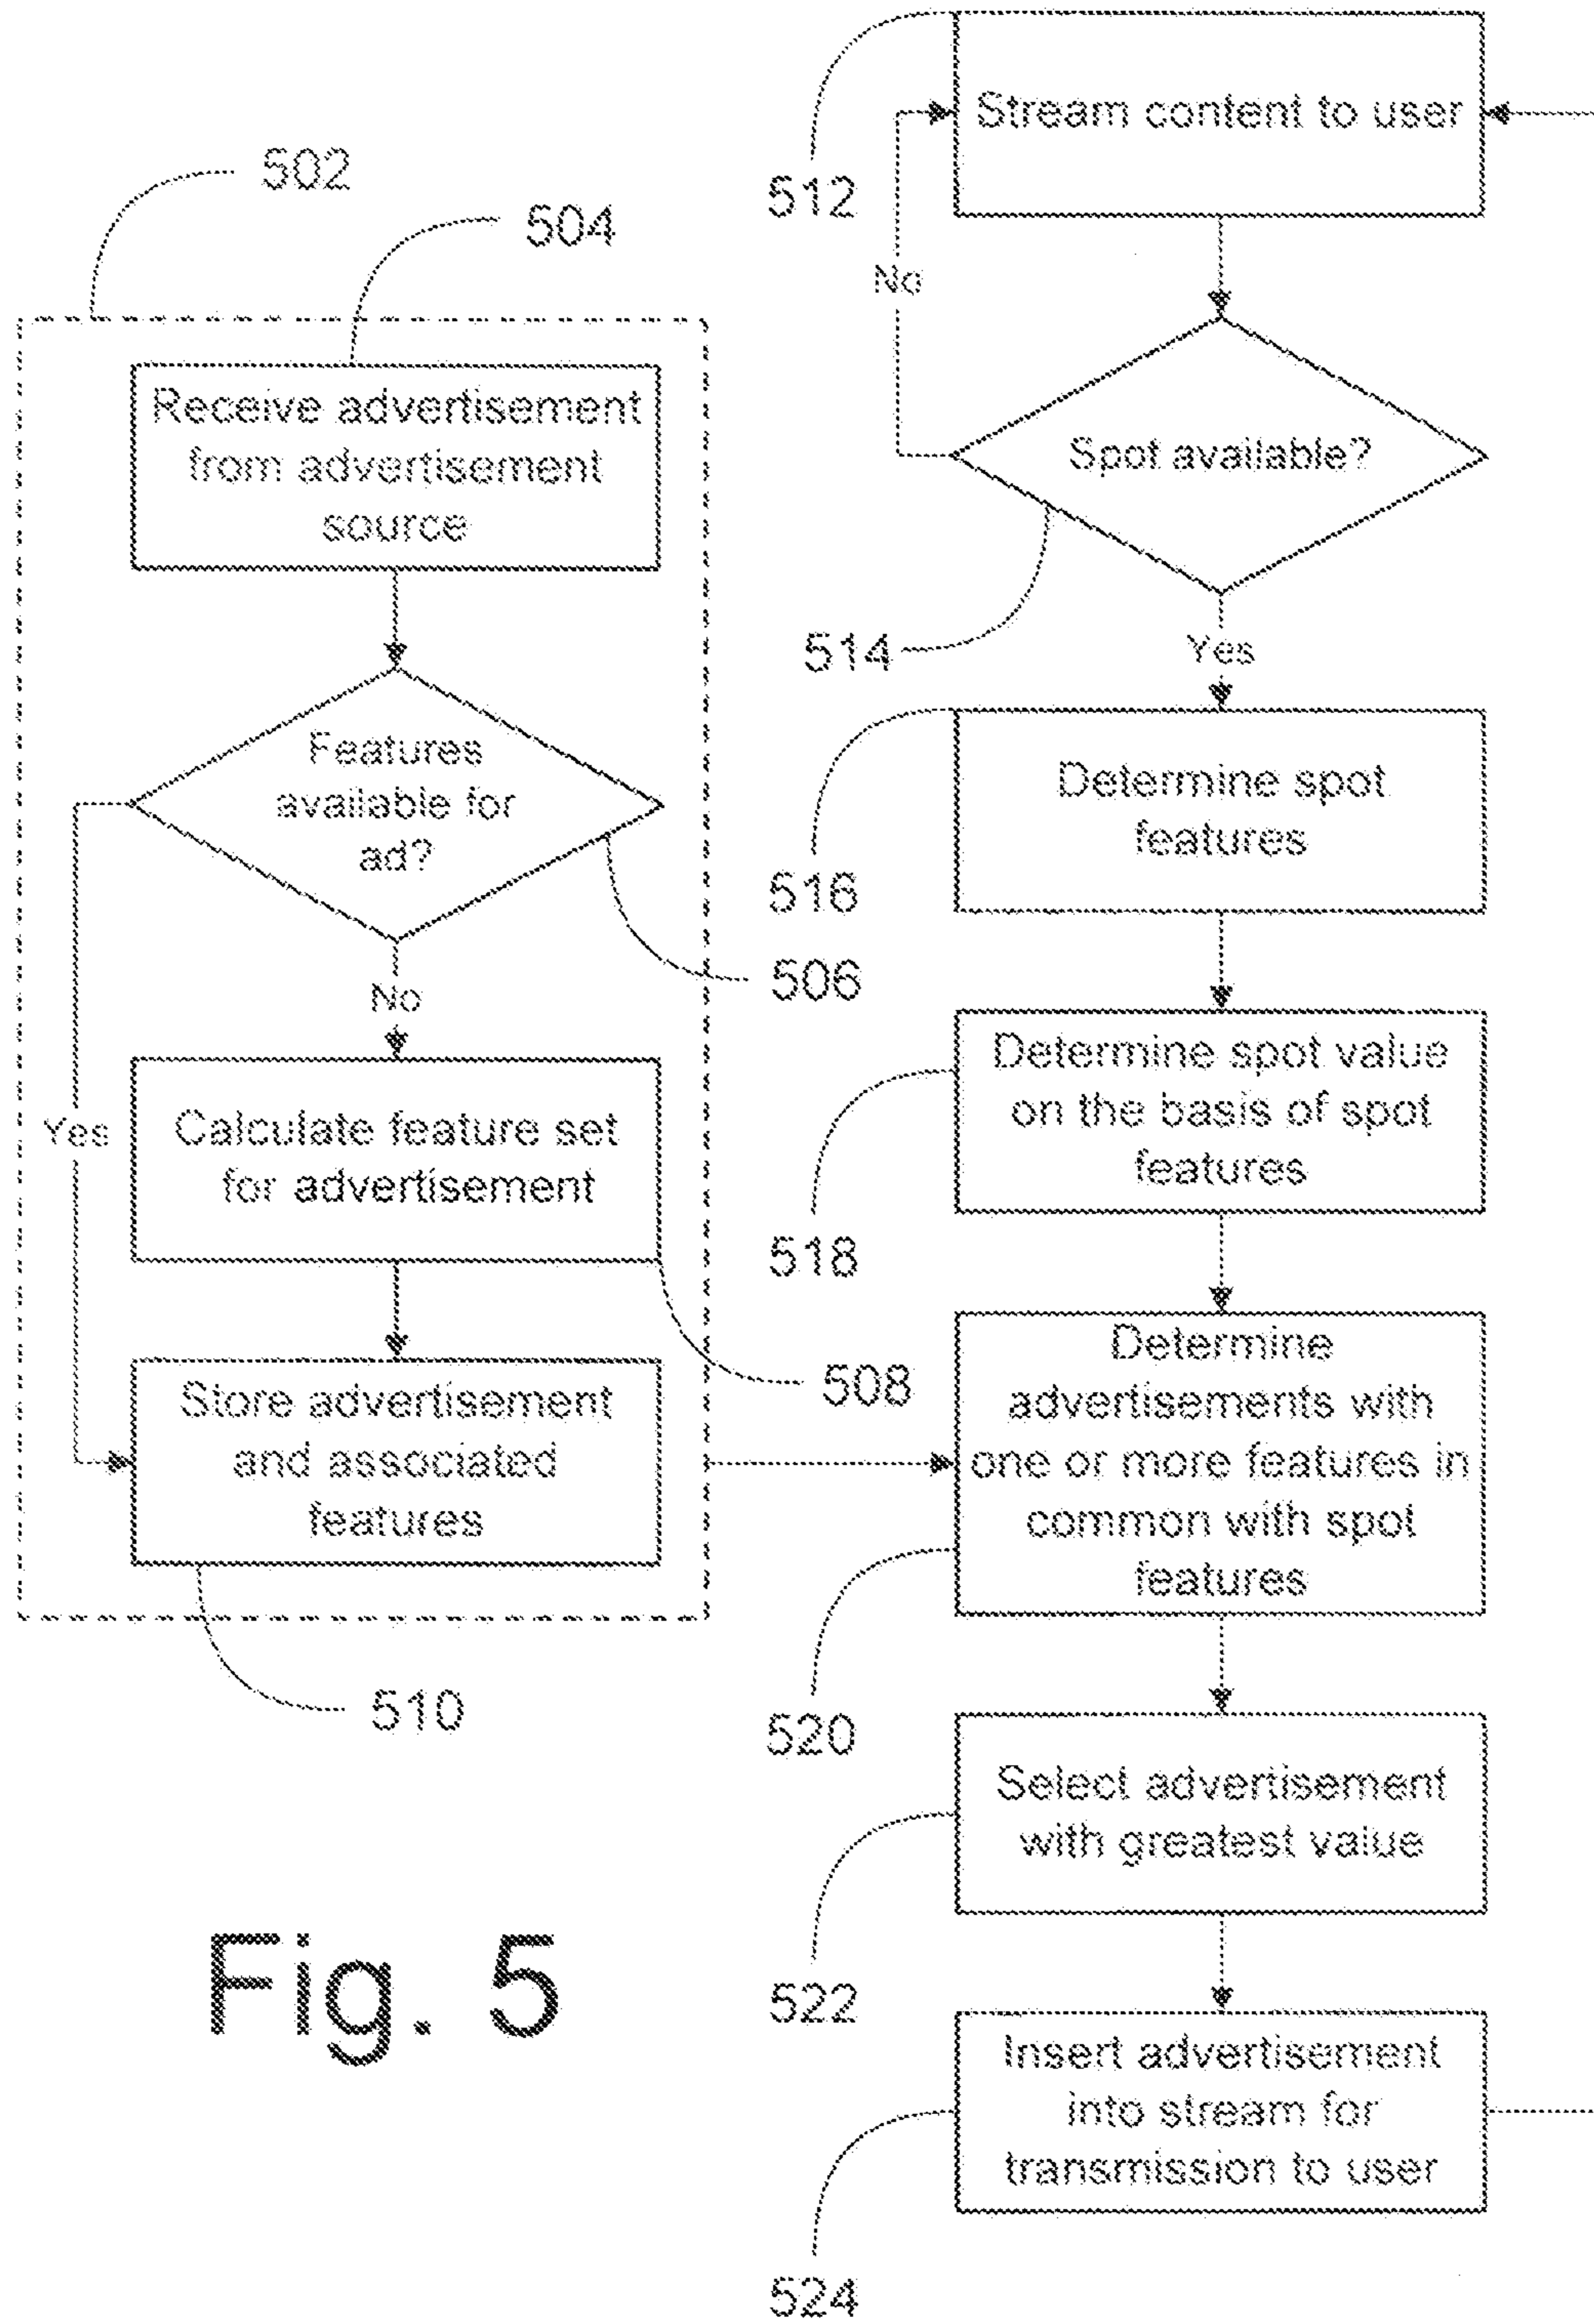 502
504
Receive advertisement
from advertisement
source
Features
available for
ad?
506
No
Yes
Calculate feature set
for advertisement
508
Store advertisement
and associated
features
510
Fig. 5
512
Stream content to user
No
Spot available?
514
Yes
516
Determine spot
features
Determine spot value
on the basis of spot
features
518
Determine
advertisements with
one or more features in
common with spot
features
520
Select advertisement
with greatest value
522
Insert advertisement
into stream for
transmission to user
524